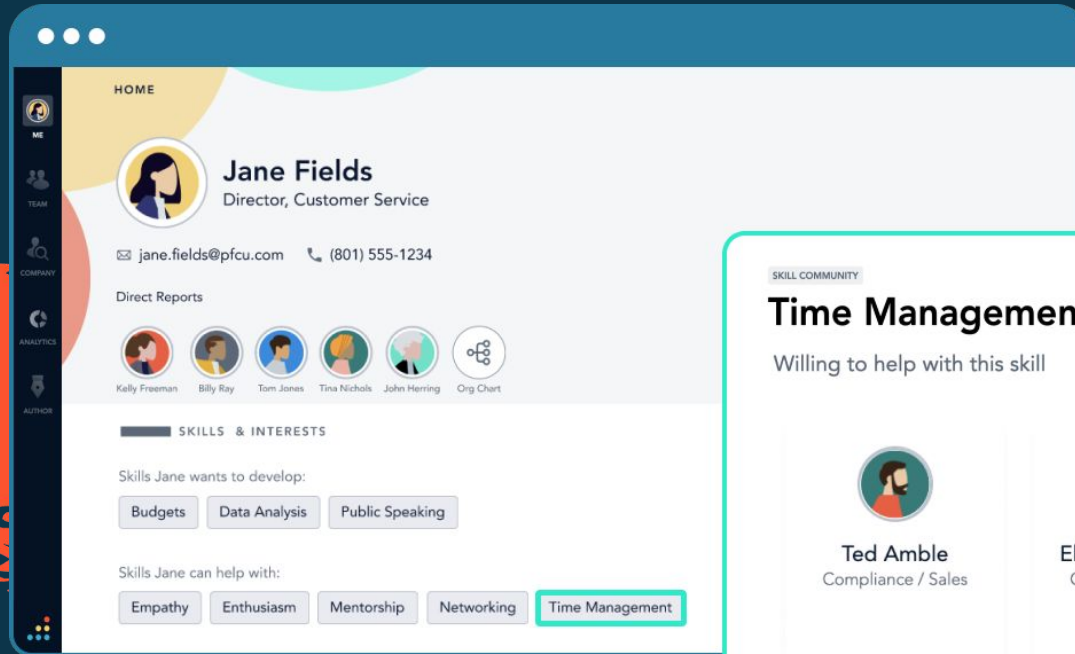 HOME
ME
TEAM
COMPANY
ANALYTICS
AUTHOR
Jane Fields
Director, Customer Service
jane.fields@pfcu.com (801) 555-1234
Direct Reports
Kelly Freeman Billy Ray Tom Jones Tina Nichols John Herring Org Chart
SKILLS & INTERESTS
Skills Jane wants to develop:
Budgets Data Analysis Public Speaking
Skills Jane can help with:
Empathy Enthusiasm Mentorship Networking Time Management
SKILL COMMUNITY
Time Managemen
Willing to help with this skill
Ted Amble
Compliance / Sales